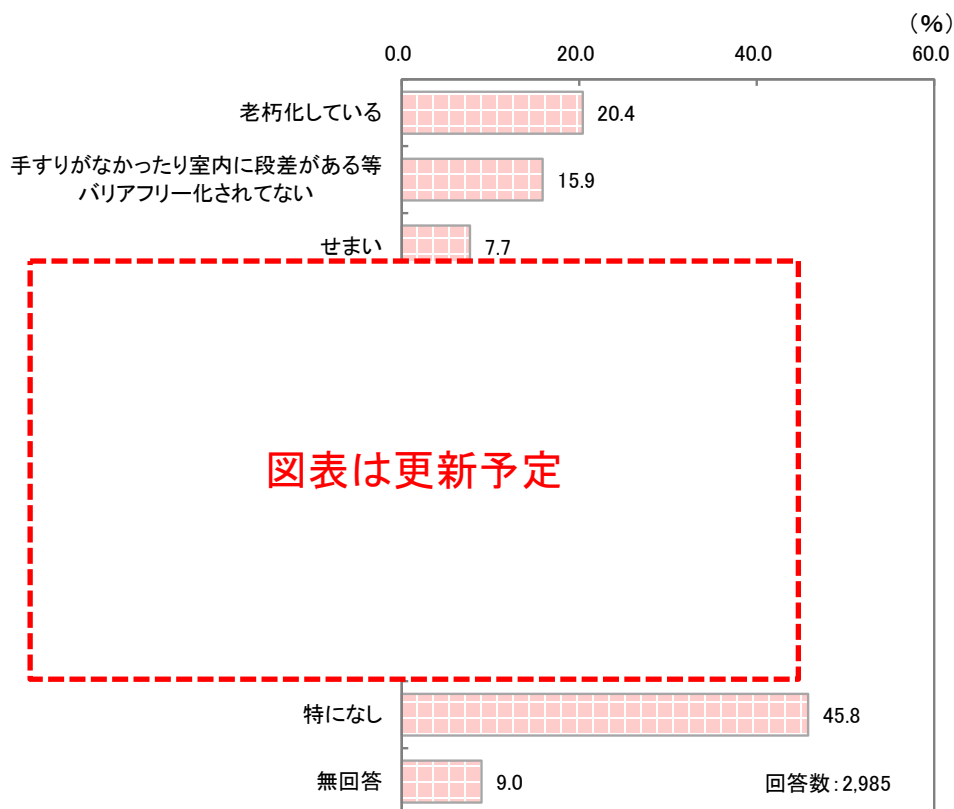 (%)
0.0 20.0 40.0 60.0
老朽化している 20.4
手すりがなかったり室内に段差がある等
バリアフリー化されてない 15.9
せまい 7.7
図表は更新予定
特になし 45.8
無回答 9.0 回答数:2,985